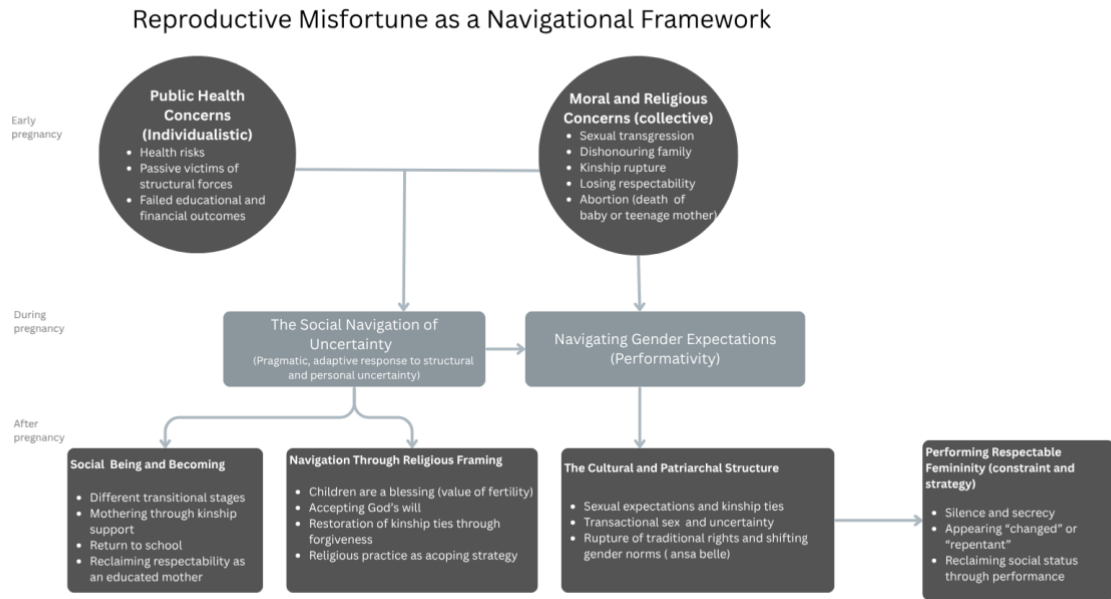 Reproductive Misfortune as a Navigational Framework
Early
pregnancy
Public Health
Concerns
(Individualistic)
• Health risks
• Passive victims of
structural forces
• Failed educational and
financial outcomes
Moral and Religious
Concerns (collective)
• Sexual transgression
• Dishonouring family
• Kinship rupture
• Losing respectability
• Abortion (death of
baby or teenage mother)
During
pregnancy
The Social Navigation of
Uncertainty
(Pragmatic, adaptive response to structural
and personal uncertainty)
Navigating Gender Expectations
(Performativity)
After
pregnancy
Social Being and Becoming
• Different transitional stages
• Mothering through kinship
support
• Return to school
• Reclaiming respectability as
an educated mother
Navigation Through Religious Framing
• Children are a blessing (value of fertility)
• Accepting God's will
• Restoration of kinship ties through
forgiveness
• Religious practice as acoping strategy
The Cultural and Patriarchal Structure
• Sexual expectations and kinship ties
• Transactional sex and uncertainty
• Rupture of traditional rights and shifting
gender norms ( ansa belle)
Performing Respectable
Femininity (constraint and
strategy)
• Silence and secrecy
• Appearing "changed" or
"repentant"
• Reclaiming social status
through performance